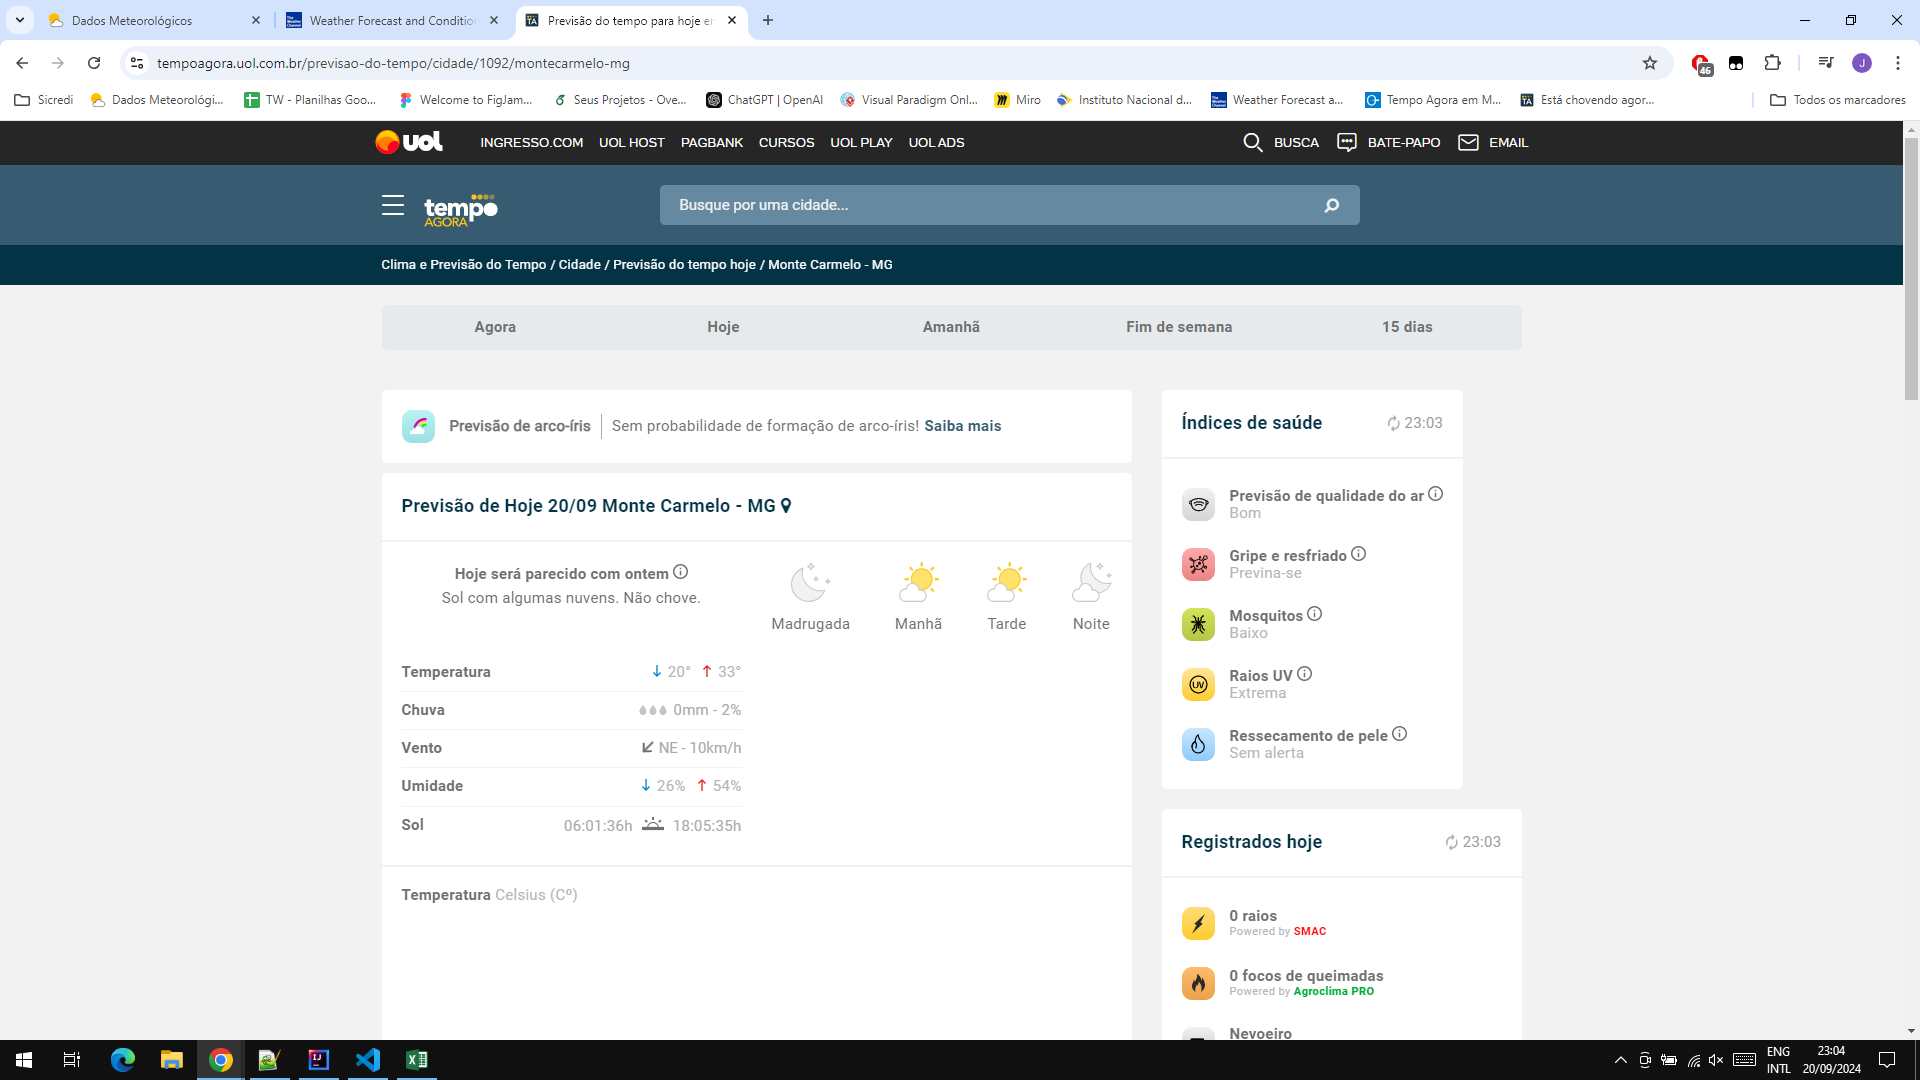 Dados Meteorológicos
Weather Forecast and Conditio
Previsão do tempo para hoje e
tempoagora.uol.com.br/previsao-do-tempo/cidade/1092/montecarmelo-mg
46
J
Sicredi
Dados Meteorológi...
TW - Planilhas Goo...
Welcome to FigJam...
Seus Projetos - Ove...
ChatGPT | OpenAI
Visual Paradigm Onl...
Miro
Instituto Nacional d...
Weather Forecast a...
Tempo Agora em M...
Está chovendo agor...
Todos os marcadores
uol
INGRESSO.COM
UOL HOST
PAGBANK
CURSOS
UOL PLAY
UOL ADS
BUSCA
BATE-PAPO
EMAIL
tempo
AGORA
Busque por uma cidade...
Clima e Previsão do Tempo / Cidade / Previsão do tempo hoje / Monte Carmelo - MG
Agora
Hoje
Amanhã
Fim de semana
15 dias
Previsão de arco-íris
Sem probabilidade de formação de arco-íris! Saiba mais
Previsão de Hoje 20/09 Monte Carmelo - MG
Hoje será parecido com ontem
Sol com algumas nuvens. Não chove.
Madrugada
Manhã
Tarde
Noite
Temperatura ↓ 20° ↑ 33°
Chuva 0mm - 2%
Vento NE - 10km/h
Umidade ↓ 26% ↑ 54%
Sol 06:01:36h 18:05:35h
Temperatura Celsius (Cº)
Índices de saúde 23:03
Previsão de qualidade do ar
Bom
Gripe e resfriado
Previna-se
Mosquitos
Baixo
UV
Raios UV
Extrema
Ressecamento de pele
Sem alerta
Registrados hoje 23:03
0 raios
Powered by SMAC
0 focos de queimadas
Powered by Agroclima PRO
Nevoeiro
ENG
INTL
23:04
20/09/2024